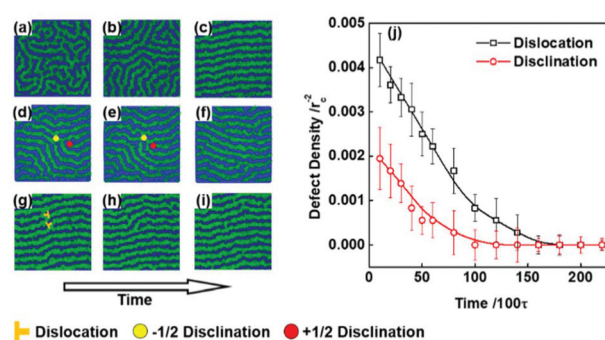 (a) (b) (c)
(d) (e) (f)
(g) (h) (i)
Time
Dislocation -1/2 Disclination +1/2 Disclination
(j)
Dislocation
Disclination
Defect Density /r_c^-2
0.005
0.004
0.003
0.002
0.001
0.000
0 50 100 150 200
Time /100τ